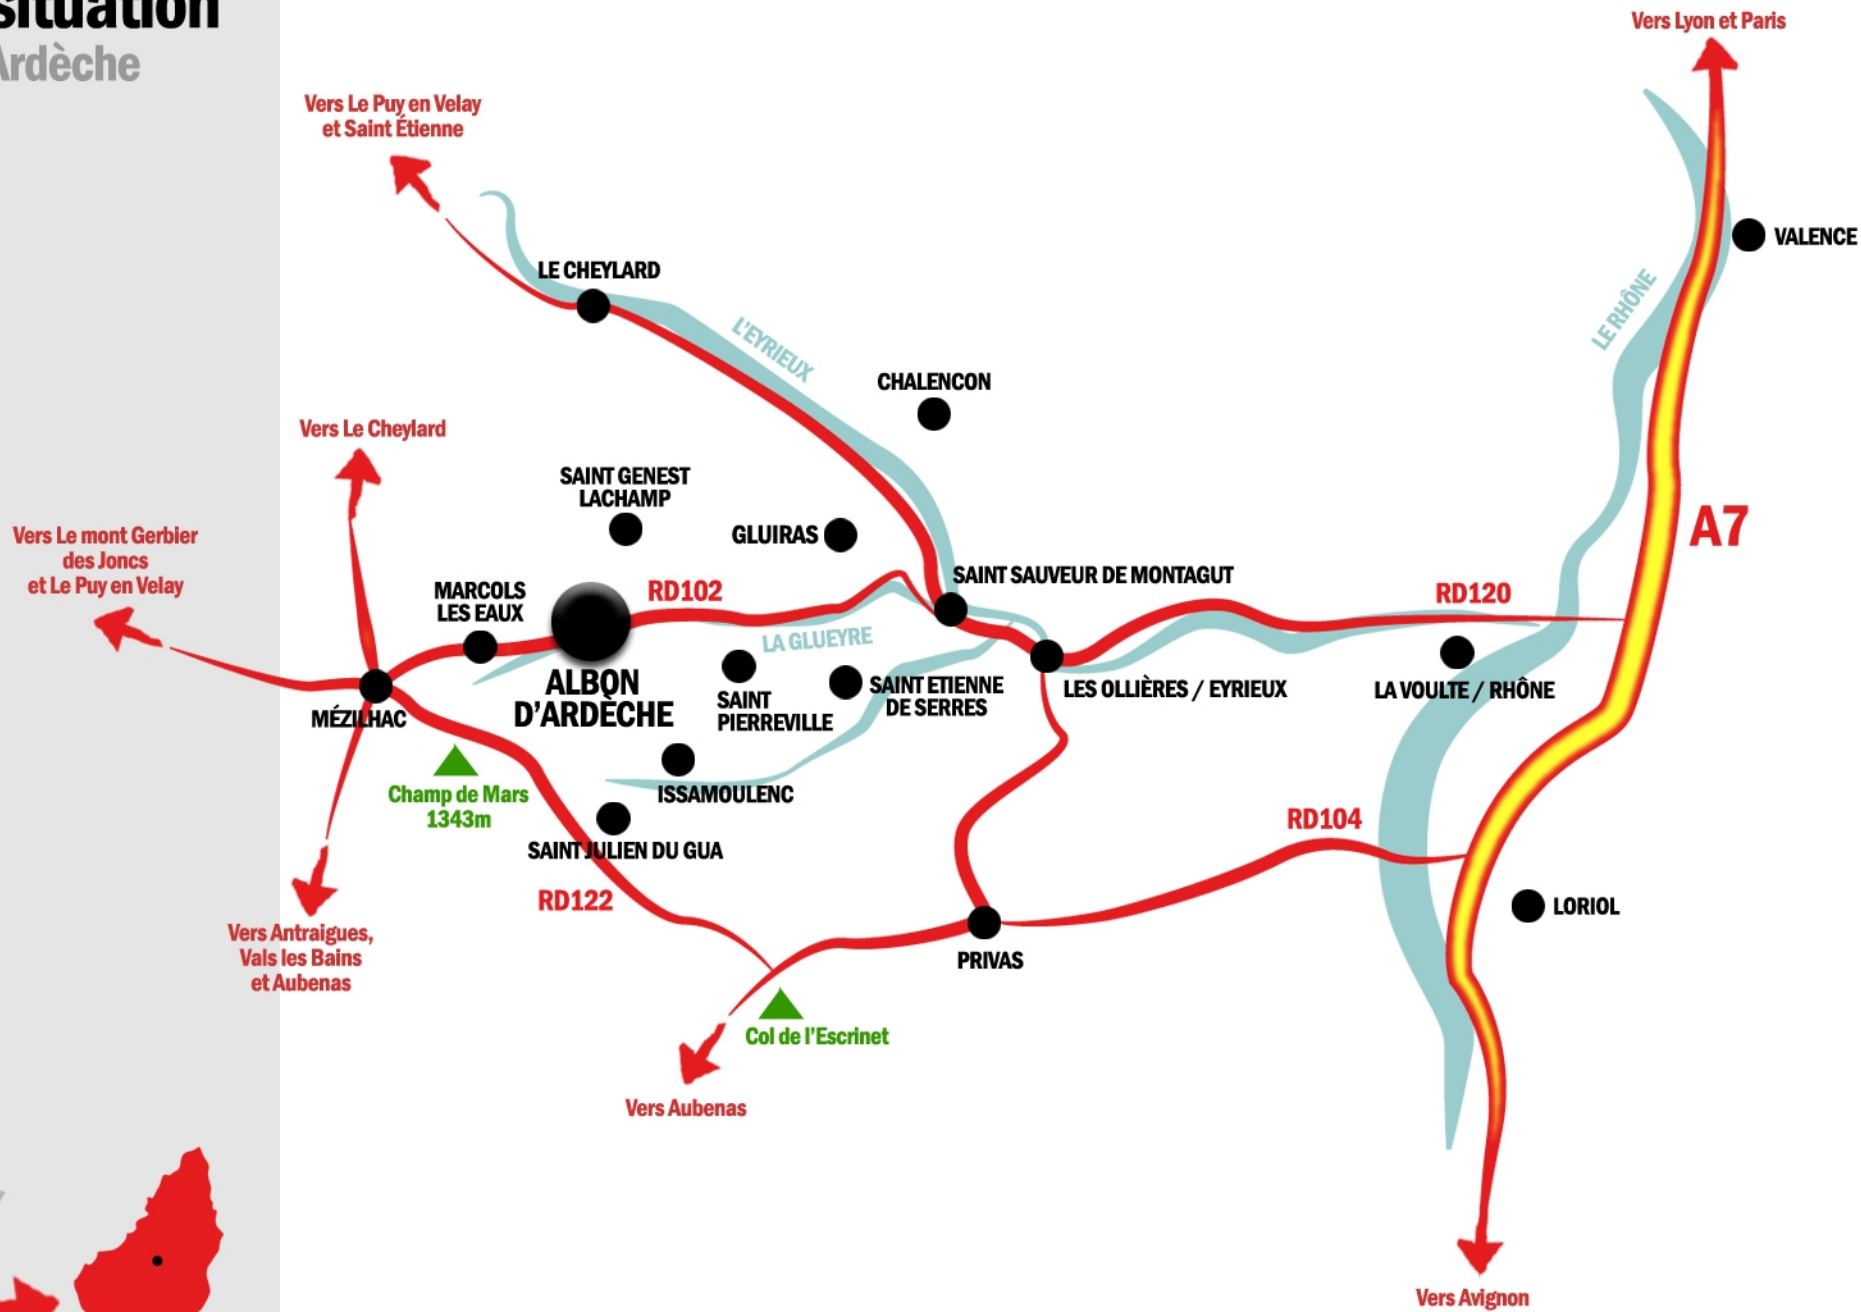 situation
Ardèche
Vers Lyon et Paris
Vers Le Puy en Velay
et Saint Étienne
VALENCE
LE CHEYLARD
LE RHÔNE
L'EYRIEUX
CHALENCON
Vers Le Cheylard
SAINT GENEST
LACHAMP
GLUIRAS
A7
Vers Le mont Gerbier
des Joncs
et Le Puy en Velay
MARCOLS
LES EAUX
RD102
SAINT SAUVEUR DE MONTAGUT
RD120
LA GLUEYRE
ALBON
D'ARDÈCHE
SAINT
PIERREVILLE
SAINT ETIENNE
DE SERRES
LES OLLIÈRES / EYRIEUX
LA VOULTE / RHÔNE
MÉZILHAC
Champ de Mars
1343m
ISSAMOULENC
SAINT JULIEN DU GUA
RD104
RD122
LORIOL
Vers Antraigues,
Vals les Bains
et Aubenas
PRIVAS
Col de l'Escrinet
Vers Aubenas
Vers Avignon